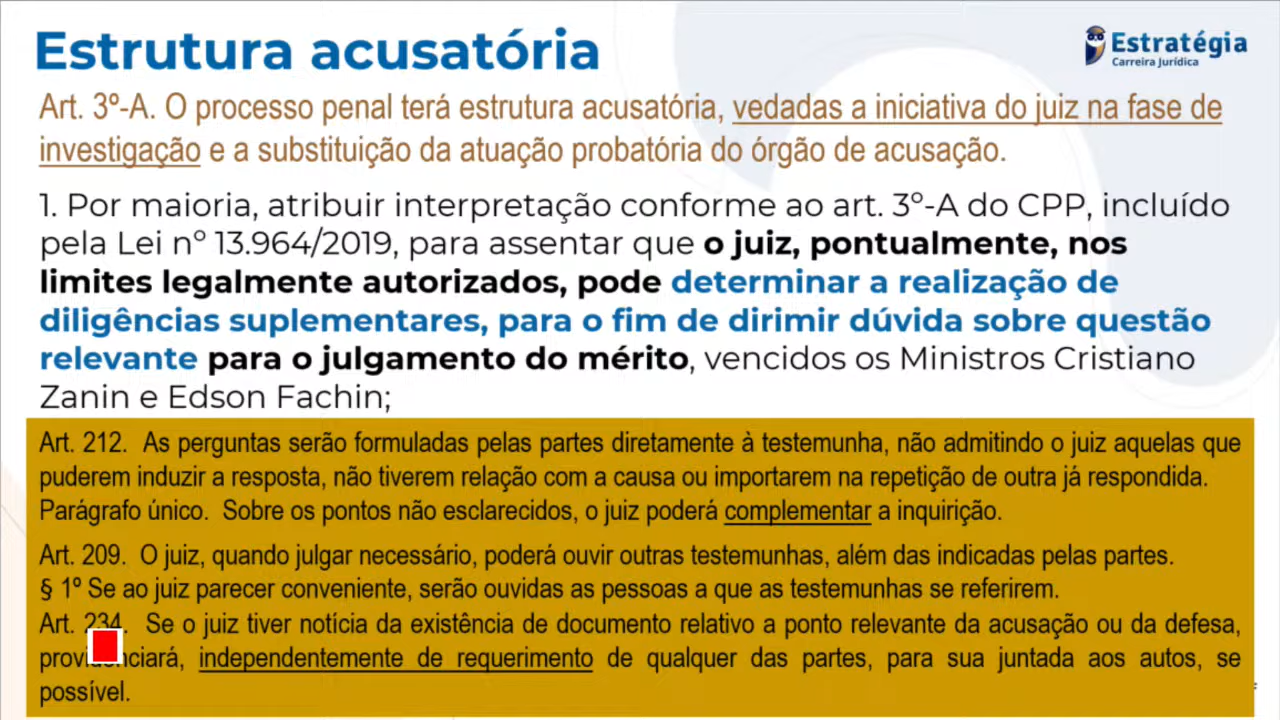 Estrutura acusatória
Estratégia
Carreira Jurídica
Art. 3º-A. O processo penal terá estrutura acusatória, vedadas a iniciativa do juiz na fase de
investigação e a substituição da atuação probatória do órgão de acusação.
1. Por maioria, atribuir interpretação conforme ao art. 3º-A do CPP, incluído
pela Lei nº 13.964/2019, para assentar que o juiz, pontualmente, nos
limites legalmente autorizados, pode determinar a realização de
diligências suplementares, para o fim de dirimir dúvida sobre questão
relevante para o julgamento do mérito, vencidos os Ministros Cristiano
Zanin e Edson Fachin;
Art. 212. As perguntas serão formuladas pelas partes diretamente à testemunha, não admitindo o juiz aquelas que
puderem induzir a resposta, não tiverem relação com a causa ou importarem na repetição de outra já respondida.
Parágrafo único. Sobre os pontos não esclarecidos, o juiz poderá complementar a inquirição.
Art. 209. O juiz, quando julgar necessário, poderá ouvir outras testemunhas, além das indicadas pelas partes.
§ 1º Se ao juiz parecer conveniente, serão ouvidas as pessoas a que as testemunhas se referirem.
Art. 234. Se o juiz tiver notícia da existência de documento relativo a ponto relevante da acusação ou da defesa,
providenciará, independentemente de requerimento de qualquer das partes, para sua juntada aos autos, se
possível.